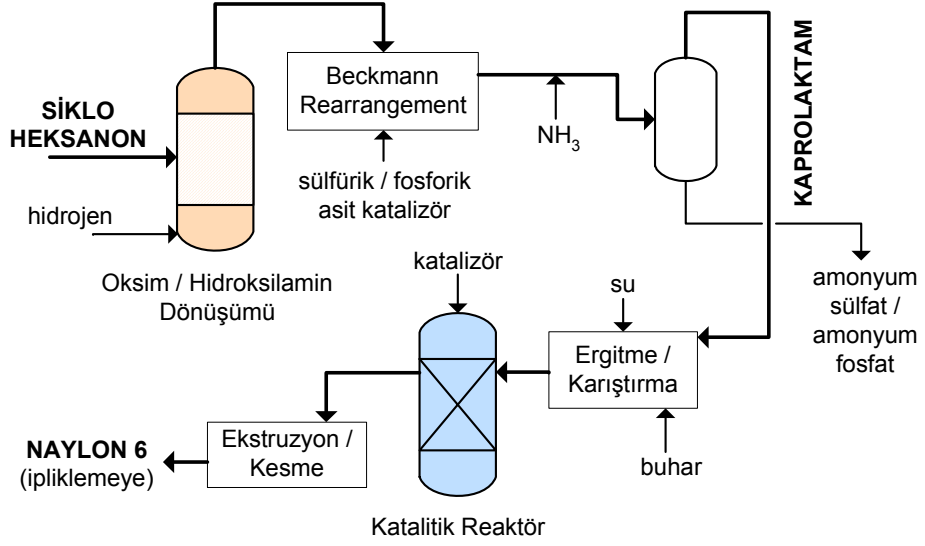 SİKLO
HEKSANON
hidrojen
Oksim / Hidroksilamin
Dönüşümü
Beckmann
Rearrangement
sülfürik / fosforik
asit katalizör
NH₃
KAPROLAKTAM
amonyum
sülfat /
amonyum
fosfat
su
Ergitme /
Karıştırma
buhar
katalizör
Katalitik Reaktör
Ekstruzyon /
Kesme
NAYLON 6
(ipliklemeye)